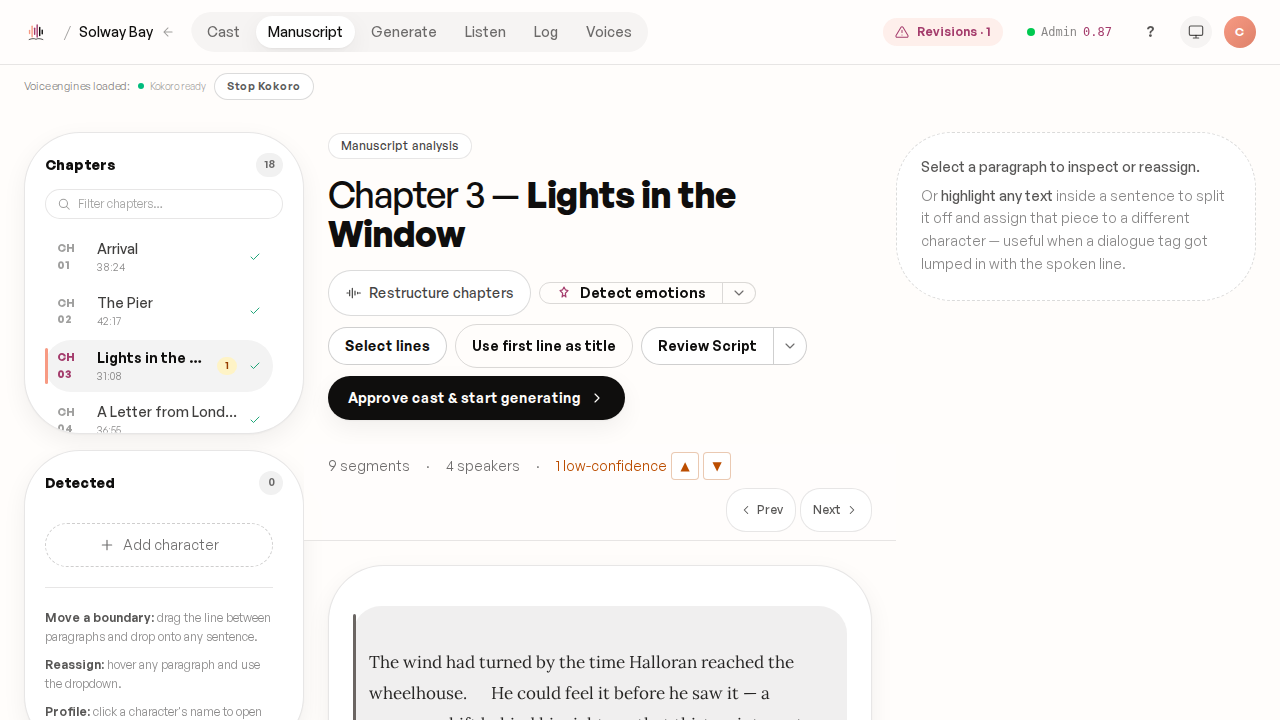 / Solway Bay
Cast
Manuscript
Generate
Listen
Log
Voices
Revisions · 1
Admin 0.87
?
C
Voice engines loaded:
Kokoro ready
Stop Kokoro
Chapters
18
Filter chapters...
CH 01
Arrival
38:24
CH 02
The Pier
42:17
CH 03
Lights in the ...
31:08
1
CH 04
A Letter from Lond...
36:55
Detected
0
Add character
Move a boundary: drag the line between
paragraphs and drop onto any sentence.
Reassign: hover any paragraph and use
the dropdown.
Profile: click a character's name to open
Manuscript analysis
Chapter 3 — Lights in the
Window
Restructure chapters
Detect emotions
Select lines
Use first line as title
Review Script
Approve cast & start generating
9 segments · 4 speakers · 1 low-confidence ▲ ▼
Prev
Next
The wind had turned by the time Halloran reached the
wheelhouse. He could feel it before he saw it — a
Select a paragraph to inspect or reassign.
Or highlight any text inside a sentence to split
it off and assign that piece to a different
character — useful when a dialogue tag got
lumped in with the spoken line.